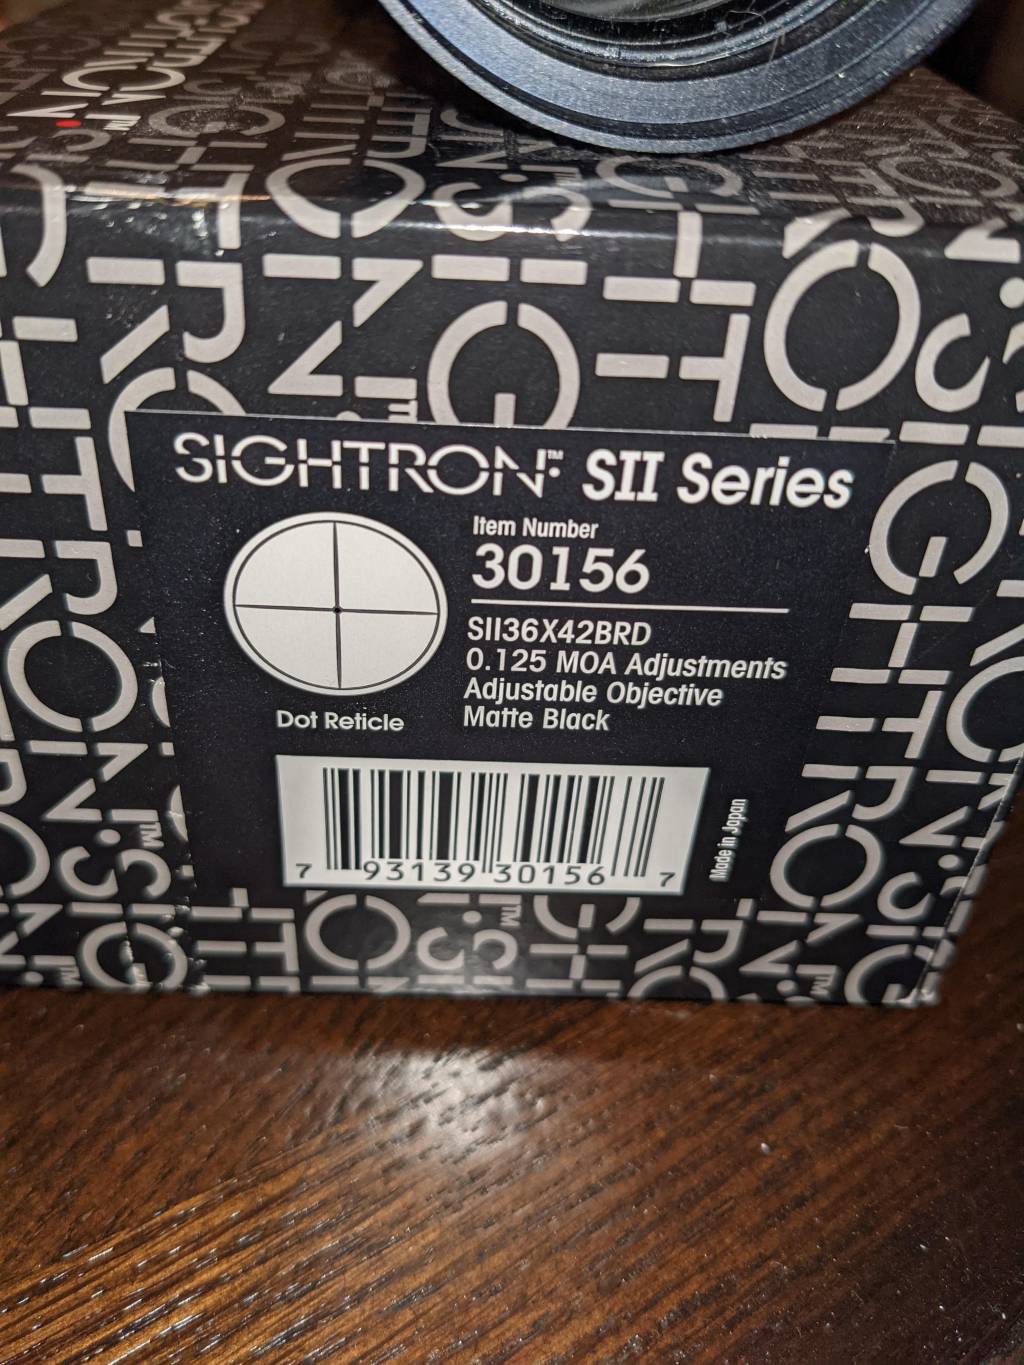 SIGHTRON™ SII Series
Item Number
30156
SII36X42BRD
0.125 MOA Adjustments
Adjustable Objective
Matte Black
Dot Reticle
7 93139 30156 7
Made in Japan